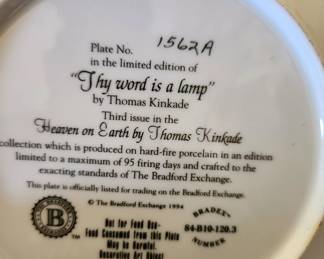 Plate No. 1562A
in the limited edition of
"Thy word is a lamp"
by Thomas Kinkade
Third issue in the
Heaven on Earth by Thomas Kinkade
collection which is produced on hard-fire porcelain in an edition
limited to a maximum of 95 firing days and crafted to the
exacting standards of The Bradford Exchange.
This plate is officially listed for trading on the Bradford Exchange.
© The Bradford Exchange 1994
B
TM
BRADEX®
84-B10-120.3
NUMBER
Not for Food Use-
Food Consumed from this Plate
May be Harmful.
Decorative Art Object